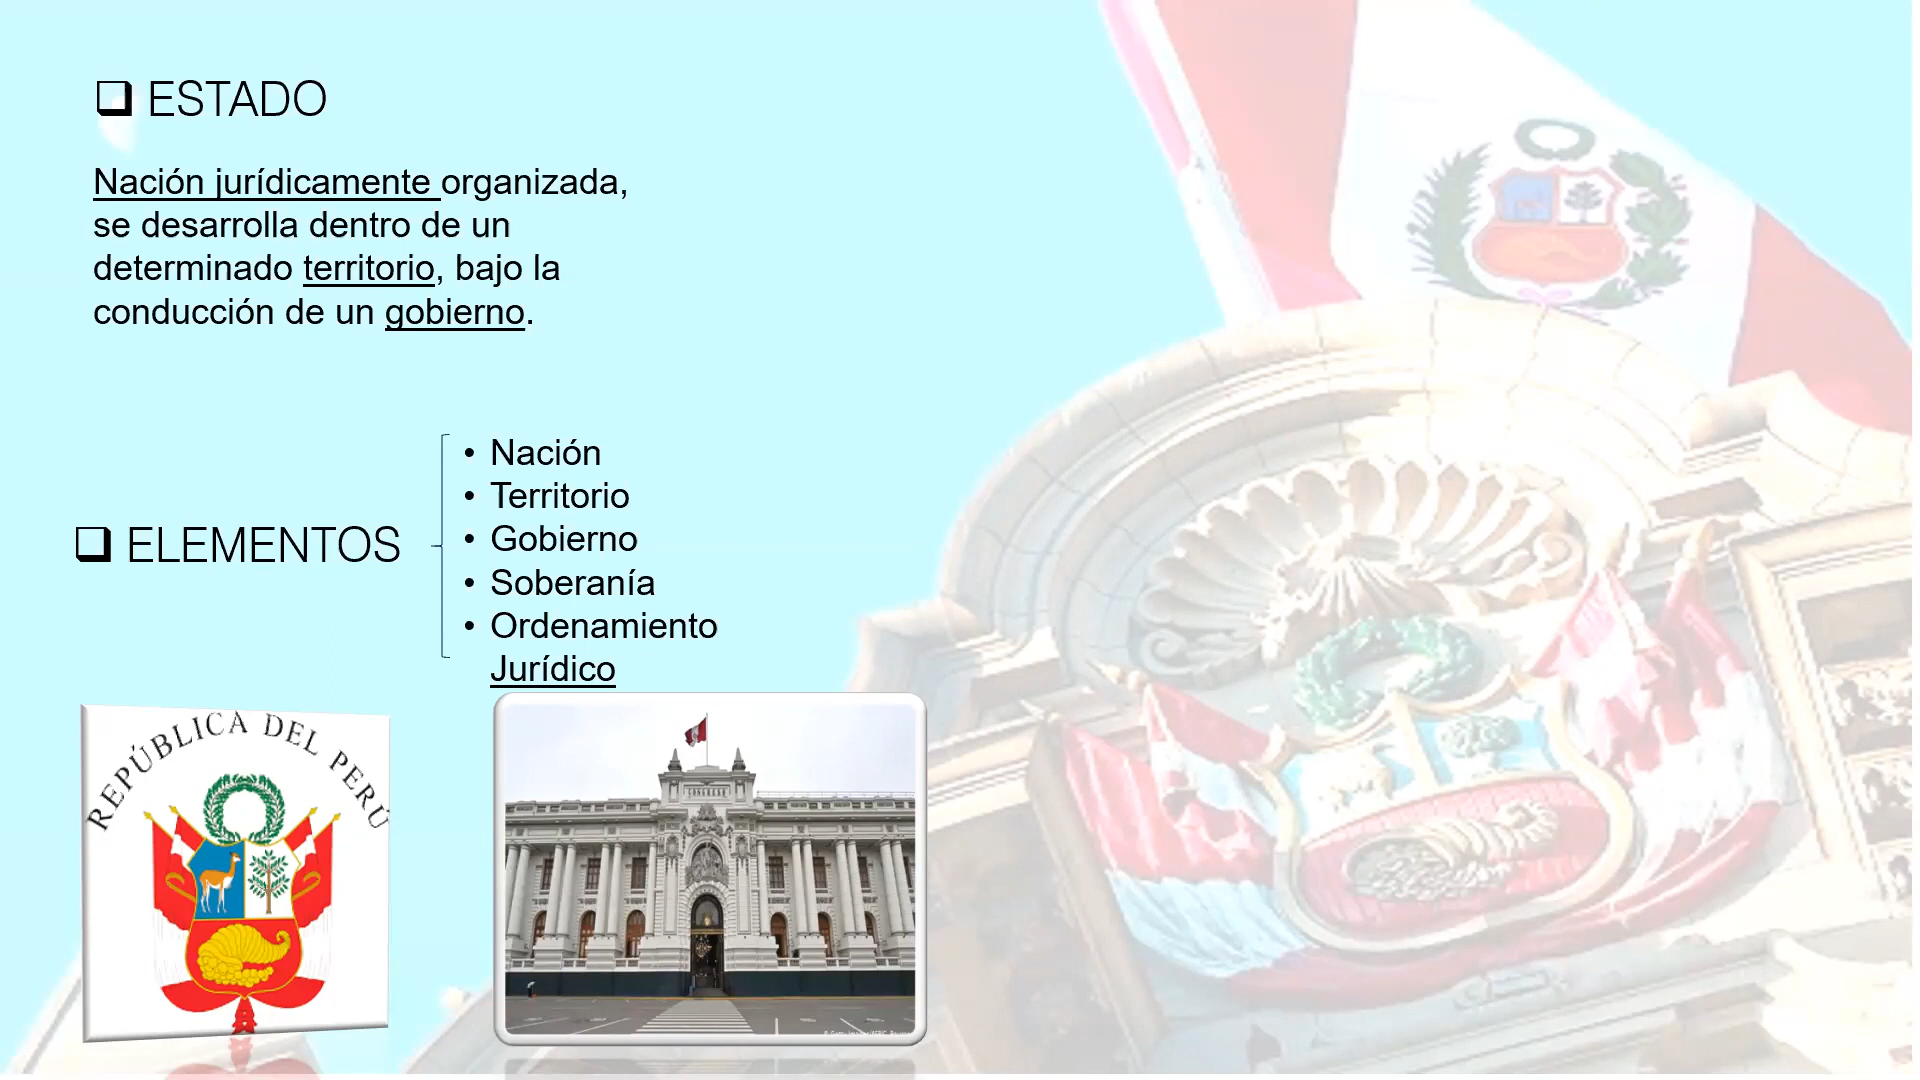 ESTADO
Nación jurídicamente organizada,
se desarrolla dentro de un
determinado territorio, bajo la
conducción de un gobierno.
ELEMENTOS
• Nación
• Territorio
• Gobierno
• Soberanía
• Ordenamiento
Jurídico
REPÚBLICA DEL PERÚ
CONGRESO